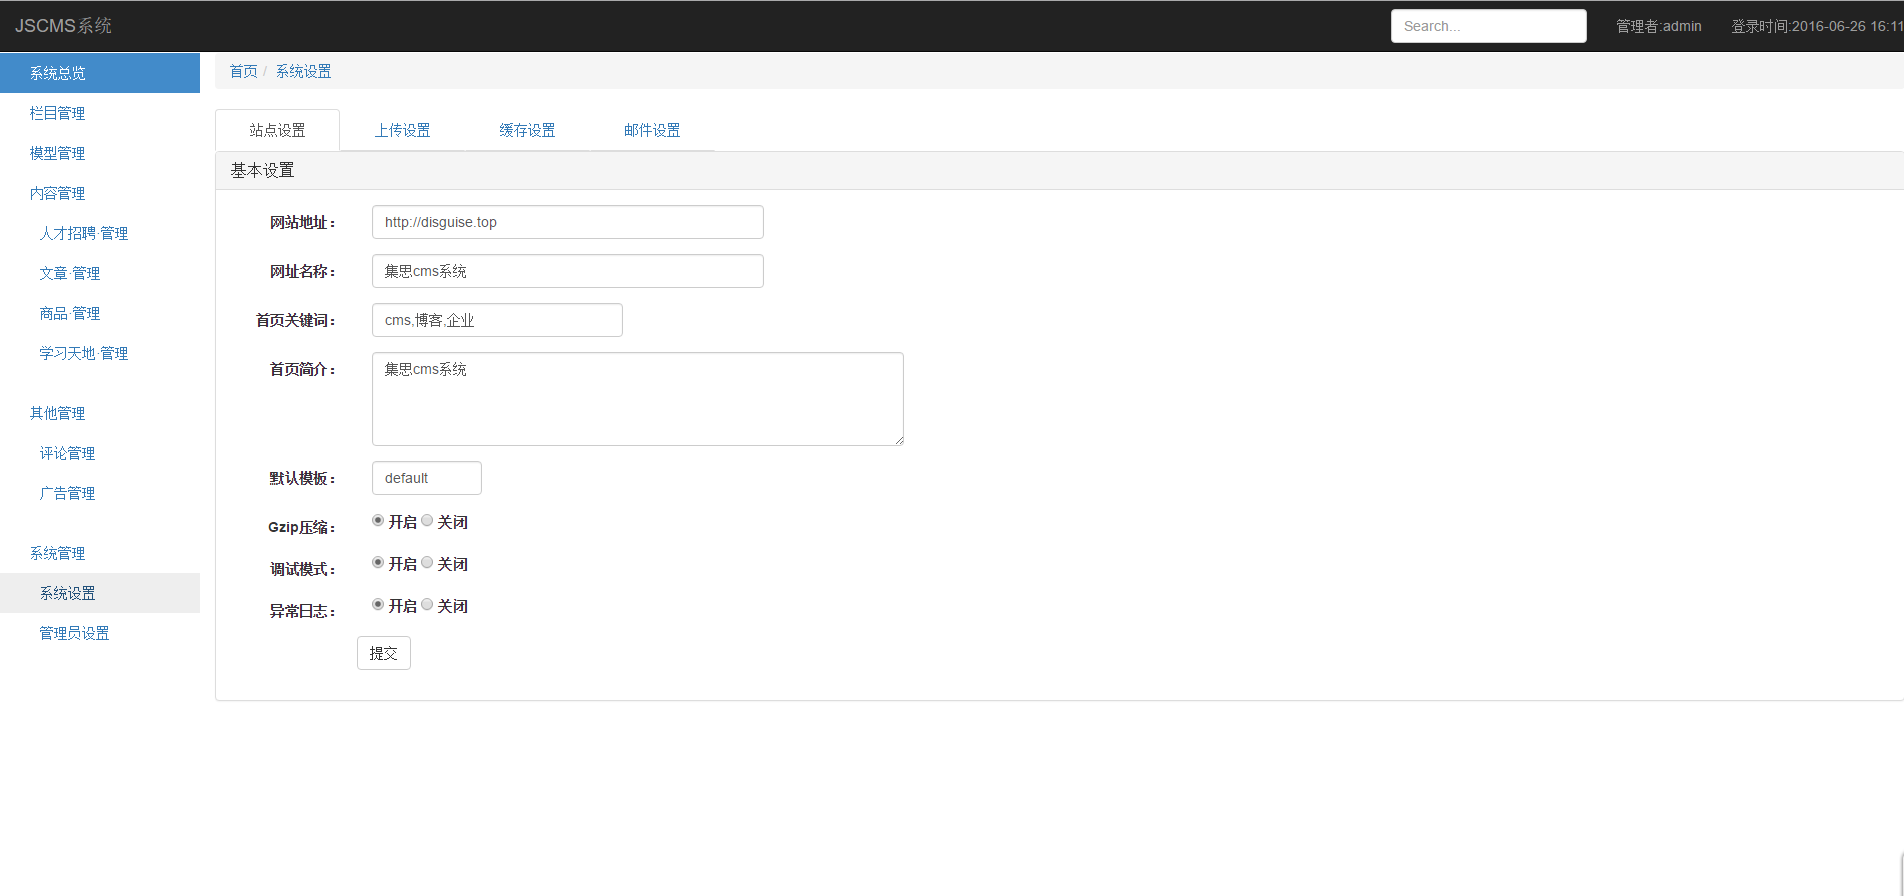 JSCMS系统
Search...
管理者:admin
登录时间:2016-06-26 16:11
系统总览
栏目管理
模型管理
内容管理
人才招聘·管理
文章·管理
商品·管理
学习天地·管理
其他管理
评论管理
广告管理
系统管理
系统设置
管理员设置
首页 / 系统设置
站点设置 上传设置 缓存设置 邮件设置
基本设置
网站地址： http://disguise.top
网址名称： 集思cms系统
首页关键词： cms,博客,企业
首页简介： 集思cms系统
默认模板： default
Gzip压缩： 开启 关闭
调试模式： 开启 关闭
异常日志： 开启 关闭
提交